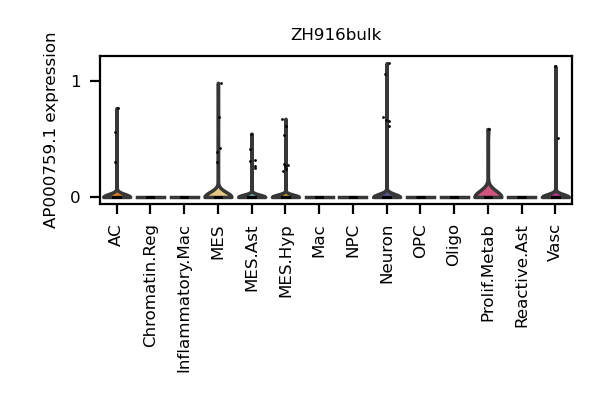 ZH916bulk
AP000759.1 expression
1
0
AC
Chromatin.Reg
Inflammatory.Mac
MES
MES.Ast
MES.Hyp
Mac
NPC
Neuron
OPC
Oligo
Prolif.Metab
Reactive.Ast
Vasc